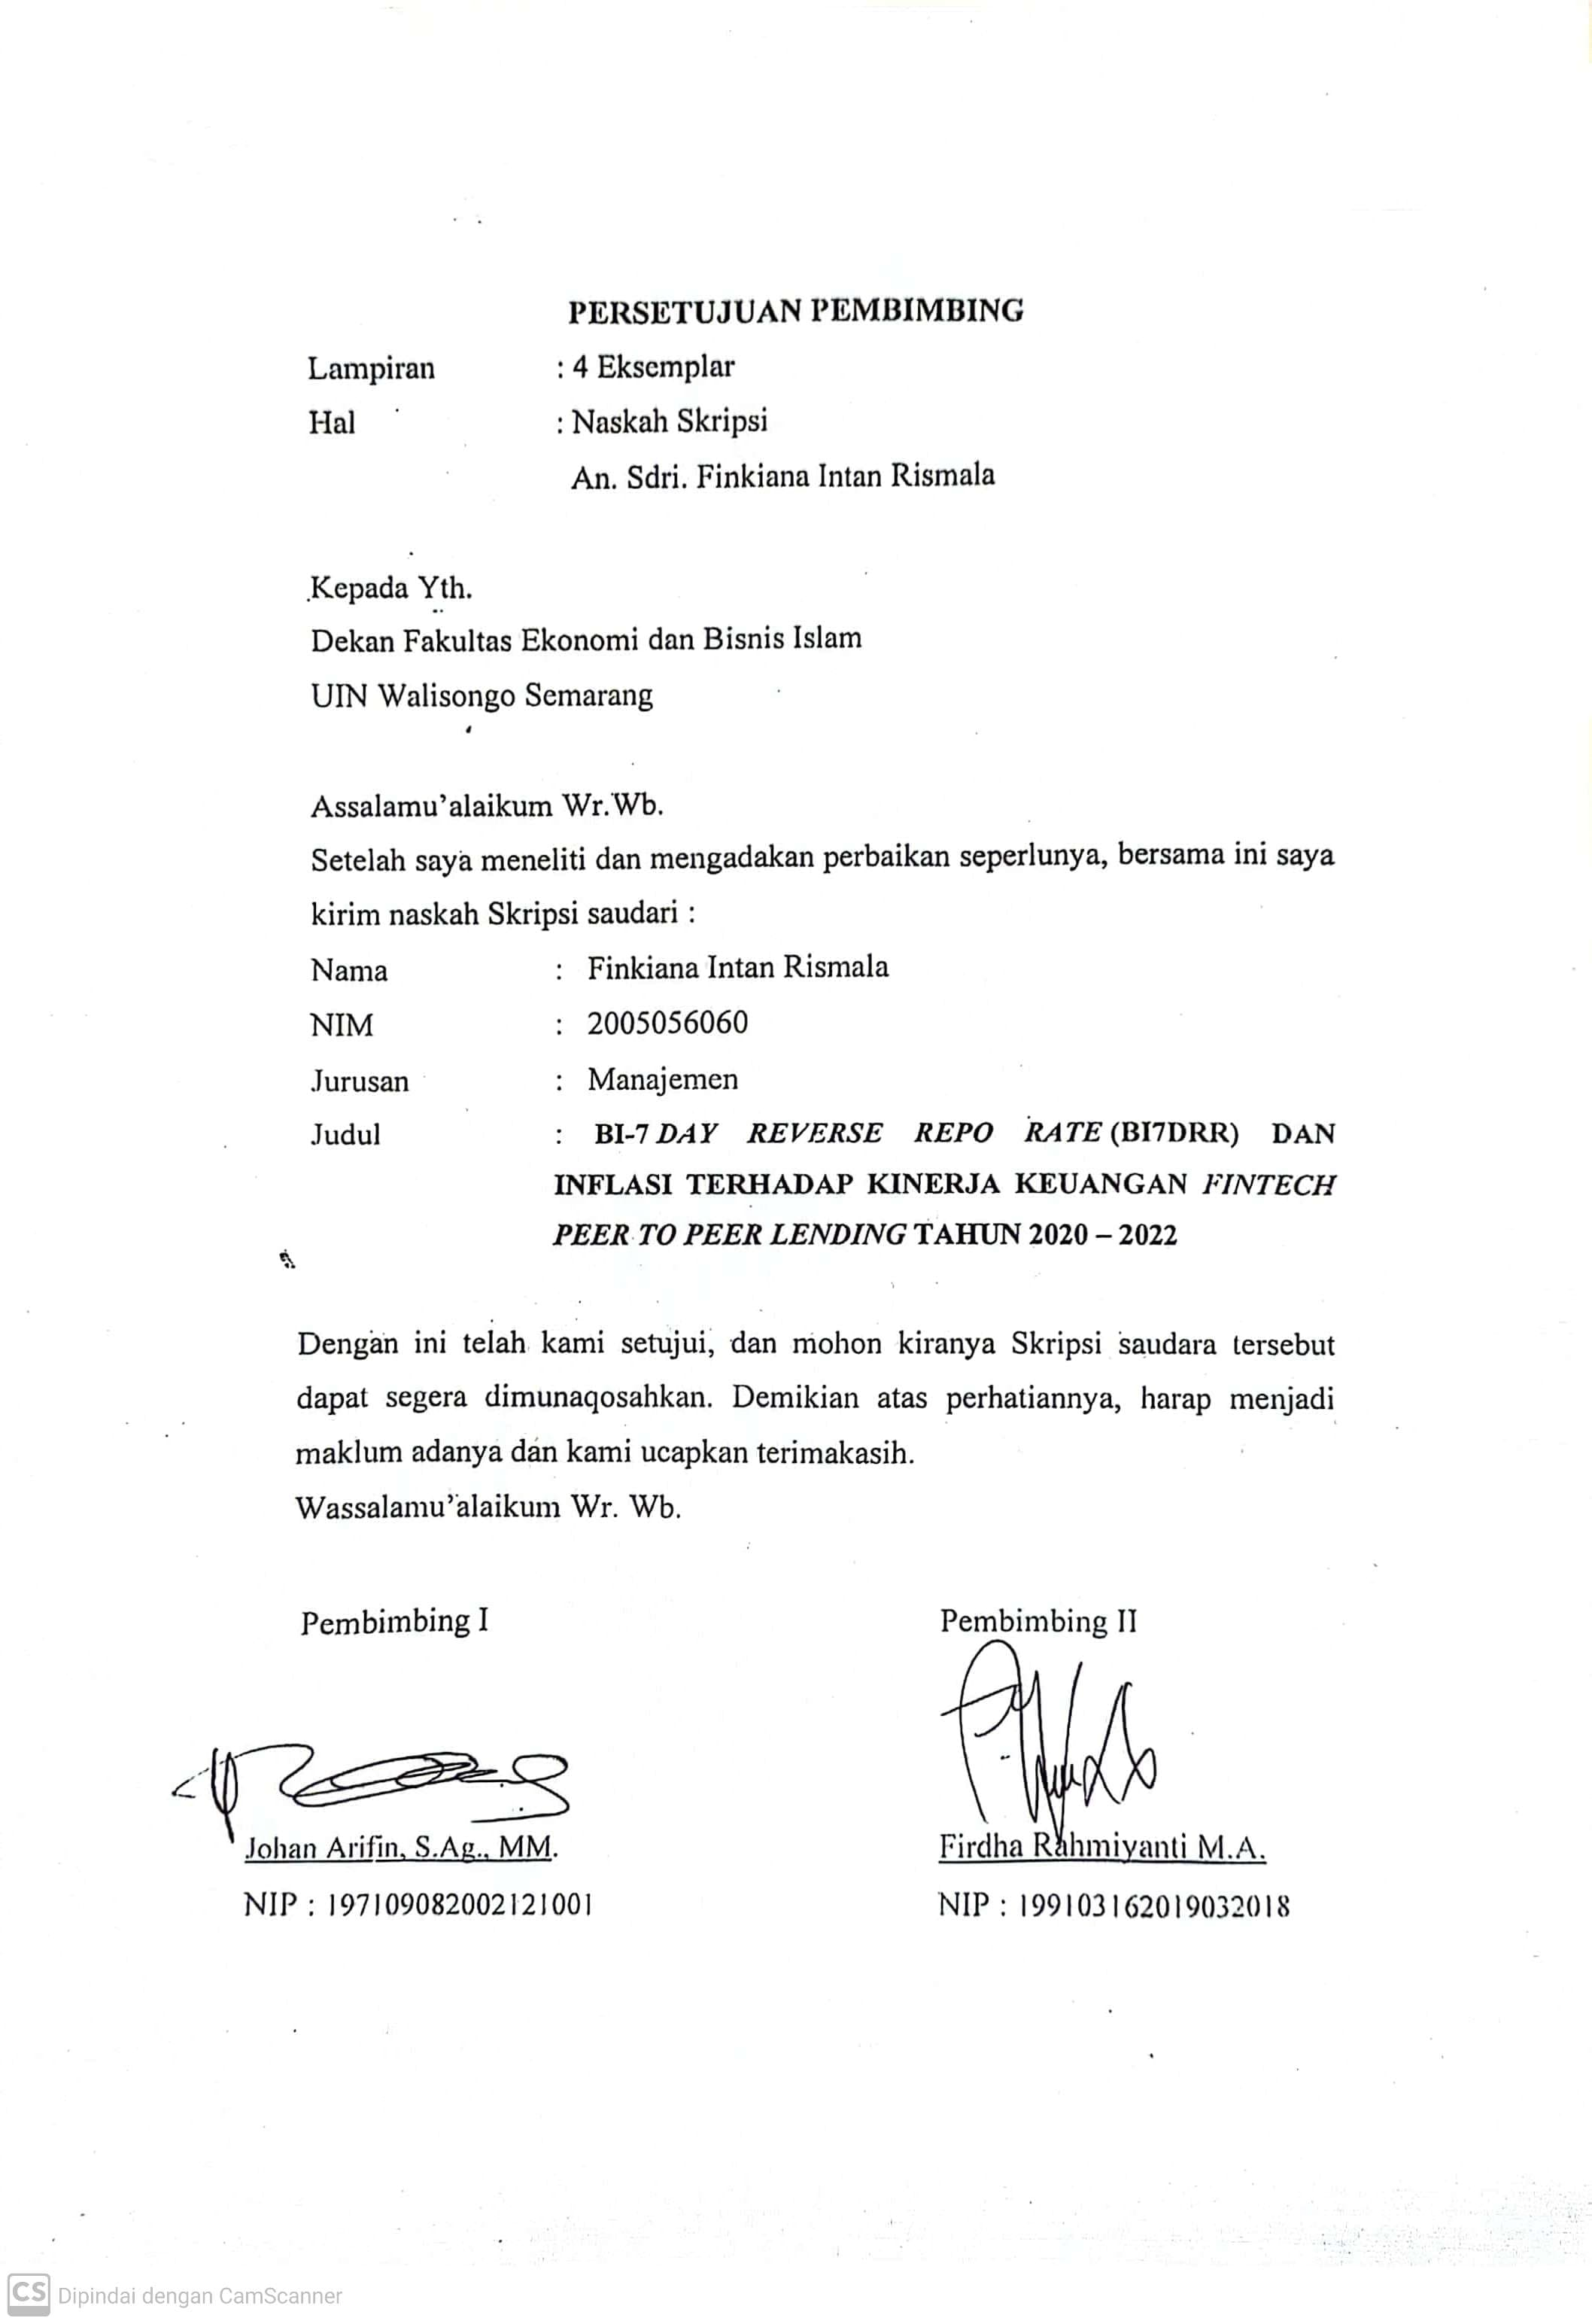 PERSETUJUAN PEMBIMBING
Lampiran : 4 Eksemplar
Hal : Naskah Skripsi
An. Sdri. Finkiana Intan Rismala
Kepada Yth.
Dekan Fakultas Ekonomi dan Bisnis Islam
UIN Walisongo Semarang
Assalamu’alaikum Wr.Wb.
Setelah saya meneliti dan mengadakan perbaikan seperlunya, bersama ini saya
kirim naskah Skripsi saudari :
Nama : Finkiana Intan Rismala
NIM : 2005056060
Jurusan : Manajemen
Judul : BI-7 DAY REVERSE REPO RATE (BI7DRR) DAN
INFLASI TERHADAP KINERJA KEUANGAN FINTECH
PEER TO PEER LENDING TAHUN 2020 – 2022
Dengan ini telah kami setujui, dan mohon kiranya Skripsi saudara tersebut
dapat segera dimunaqosahkan. Demikian atas perhatiannya, harap menjadi
maklum adanya dan kami ucapkan terimakasih.
Wassalamu’alaikum Wr. Wb.
Pembimbing I Pembimbing II
Johan Arifin, S.Ag., MM. Firdha Rahmiyanti M.A.
NIP : 197109082002121001 NIP : 199103162019032018
CS Dipindai dengan CamScanner